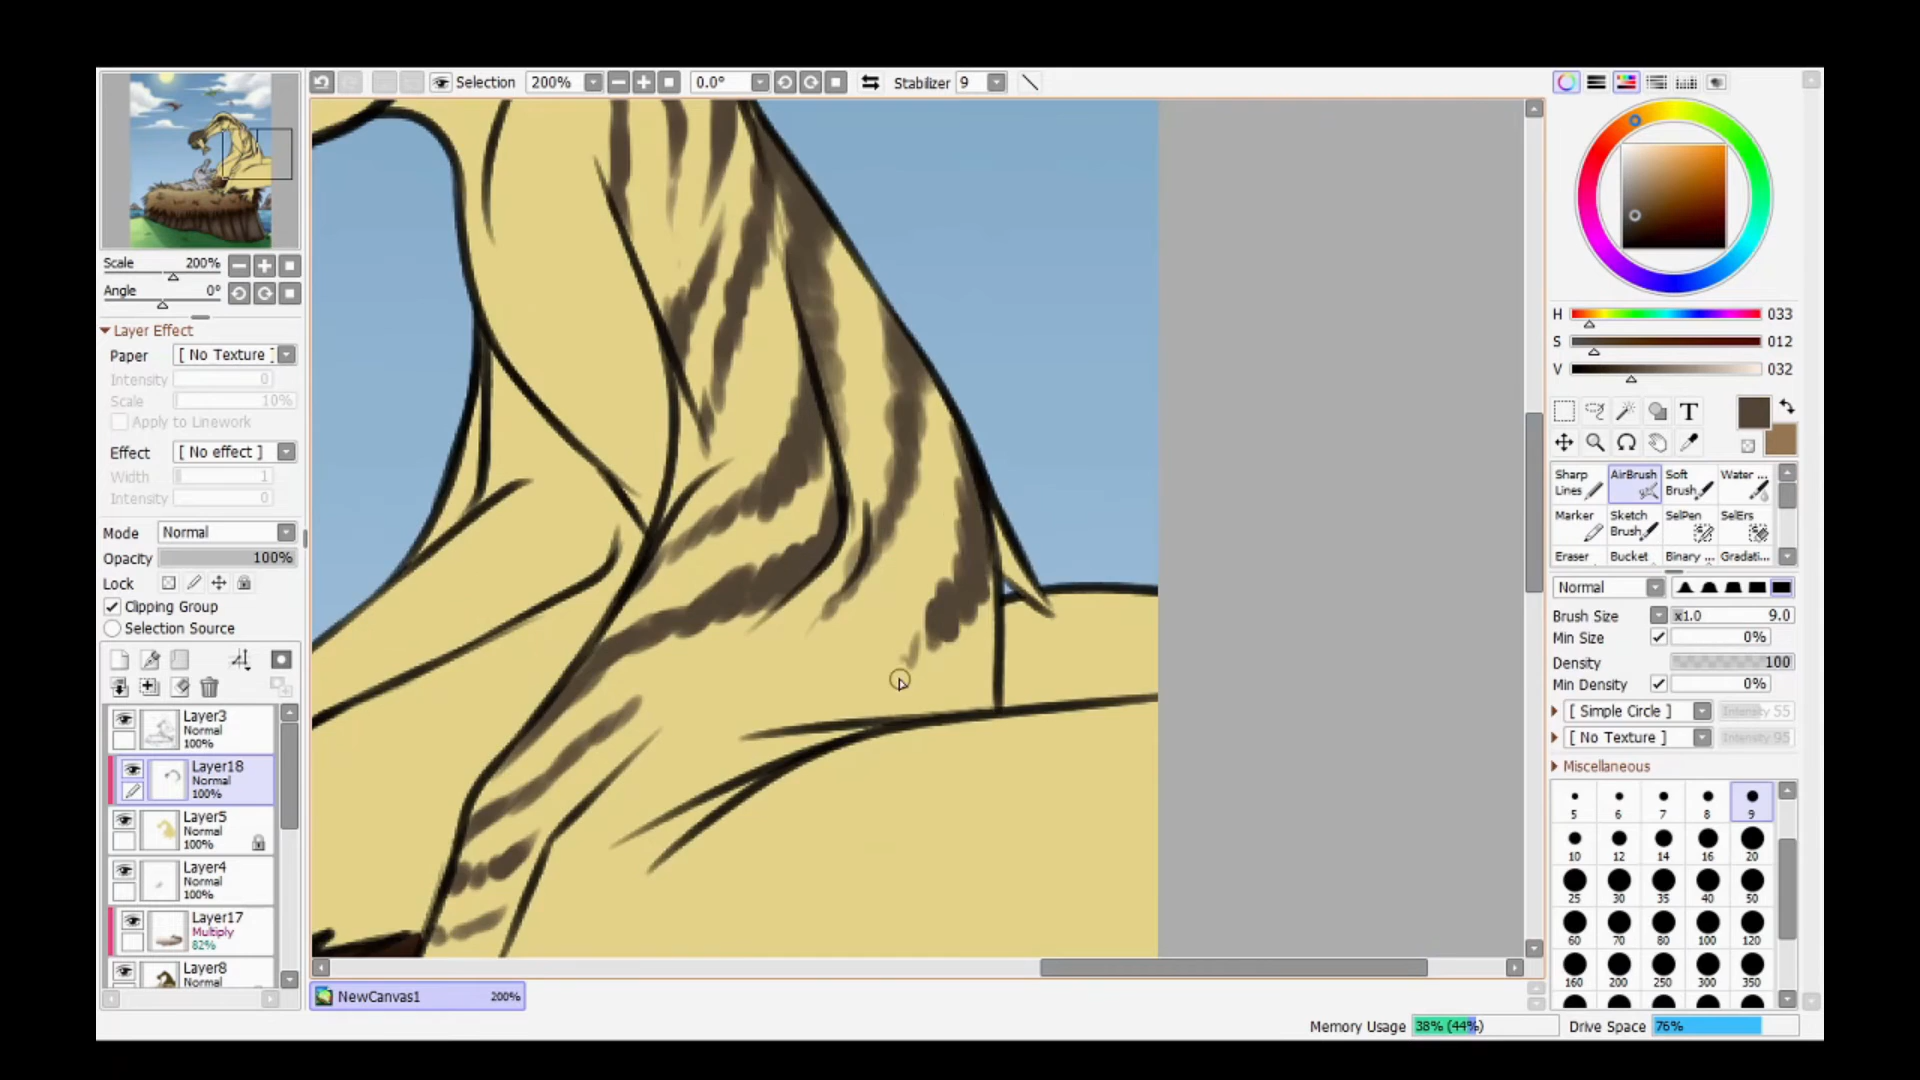 Selection 200% 0.0° Stabilizer 9
Scale 200%
Angle 0°
Layer Effect
Paper [ No Texture ]
Intensity 0
Scale 10%
Apply to Linework
Effect [ No effect ]
Width 1
Intensity 0
Mode Normal
Opacity 100%
Lock
Clipping Group
Selection Source
Layer3
Normal
100%
Layer18
Normal
100%
Layer5
Normal
100%
Layer4
Normal
100%
Layer17
Multiply
82%
Layer8
Normal
NewCanvas1 200%
H 033
S 012
V 032
T
Sharp Lines AirBrush Soft Brush Water ...
Marker Sketch Brush SelPen SelErs
Eraser Bucket Binary ... Gradati...
Normal
Brush Size x1.0 9.0
Min Size 0%
Density 100
Min Density 0%
[ Simple Circle ] Intensity 55
[ No Texture ] Intensity 95
Miscellaneous
5 6 7 8 9
10 12 14 16 20
25 30 35 40 50
60 70 80 100 120
160 200 250 300 350
Memory Usage 38% (44%) Drive Space 76%